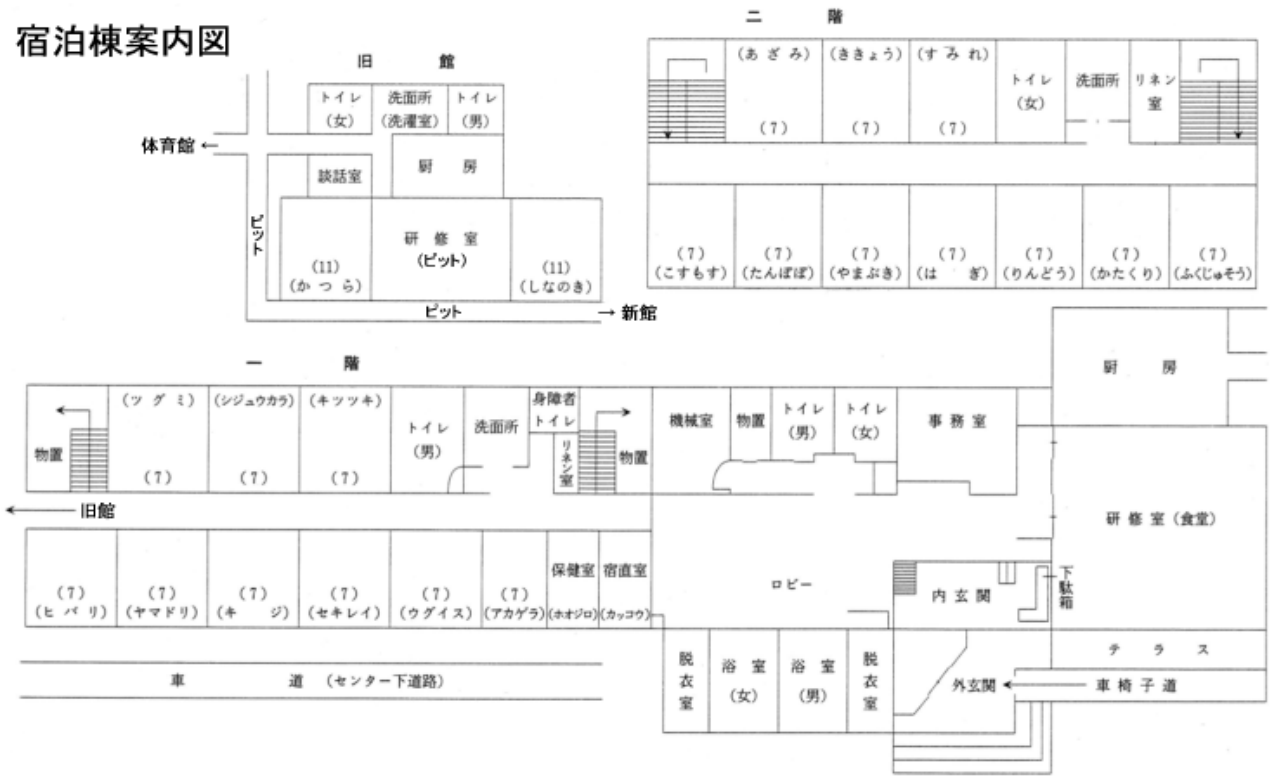 宿泊棟案内図
旧 館
トイレ
(女)
洗面所
(洗濯室)
トイレ
(男)
体育館 ←
談話室
厨 房
ピット
(11)
(かつら)
研 修 室
(ピット)
(11)
(しなのき)
ピット
→ 新館
二 階
(あざみ)
(7)
(ききょう)
(7)
(すみれ)
(7)
トイレ
(女)
洗面所
リネン
室
(7)
(こすもす)
(7)
(たんぽぽ)
(7)
(やまぶき)
(7)
(は ぎ)
(7)
(りんどう)
(7)
(かたくり)
(7)
(ふくじゅそう)
一 階
物置
(ツグミ)
(7)
(シジュウカラ)
(7)
(キツツキ)
(7)
トイレ
(男)
洗面所
身障者
トイレ
リネン室
物置
機械室
物置
トイレ
(男)
トイレ
(女)
事務室
厨 房
研修室(食堂)
← 旧館
(7)
(ヒバリ)
(7)
(ヤマドリ)
(7)
(キ ジ)
(7)
(セキレイ)
(7)
(ウグイス)
(7)
(アカゲラ)
保健室
(ホオジロ)
宿直室
(カッコウ)
ロビー
内玄関
下駄箱
脱衣室
浴室
(女)
浴室
(男)
脱衣室
外玄関
テラス
車椅子道
車 道 (センター下道路)